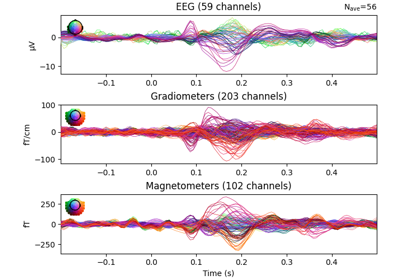 EEG (59 channels)
Nave=56
μV
0
−10
−0.1 0.0 0.1 0.2 0.3 0.4
Gradiometers (203 channels)
fT/cm
100
0
−100
−0.1 0.0 0.1 0.2 0.3 0.4
Magnetometers (102 channels)
fT
250
0
−250
−0.1 0.0 0.1 0.2 0.3 0.4
Time (s)